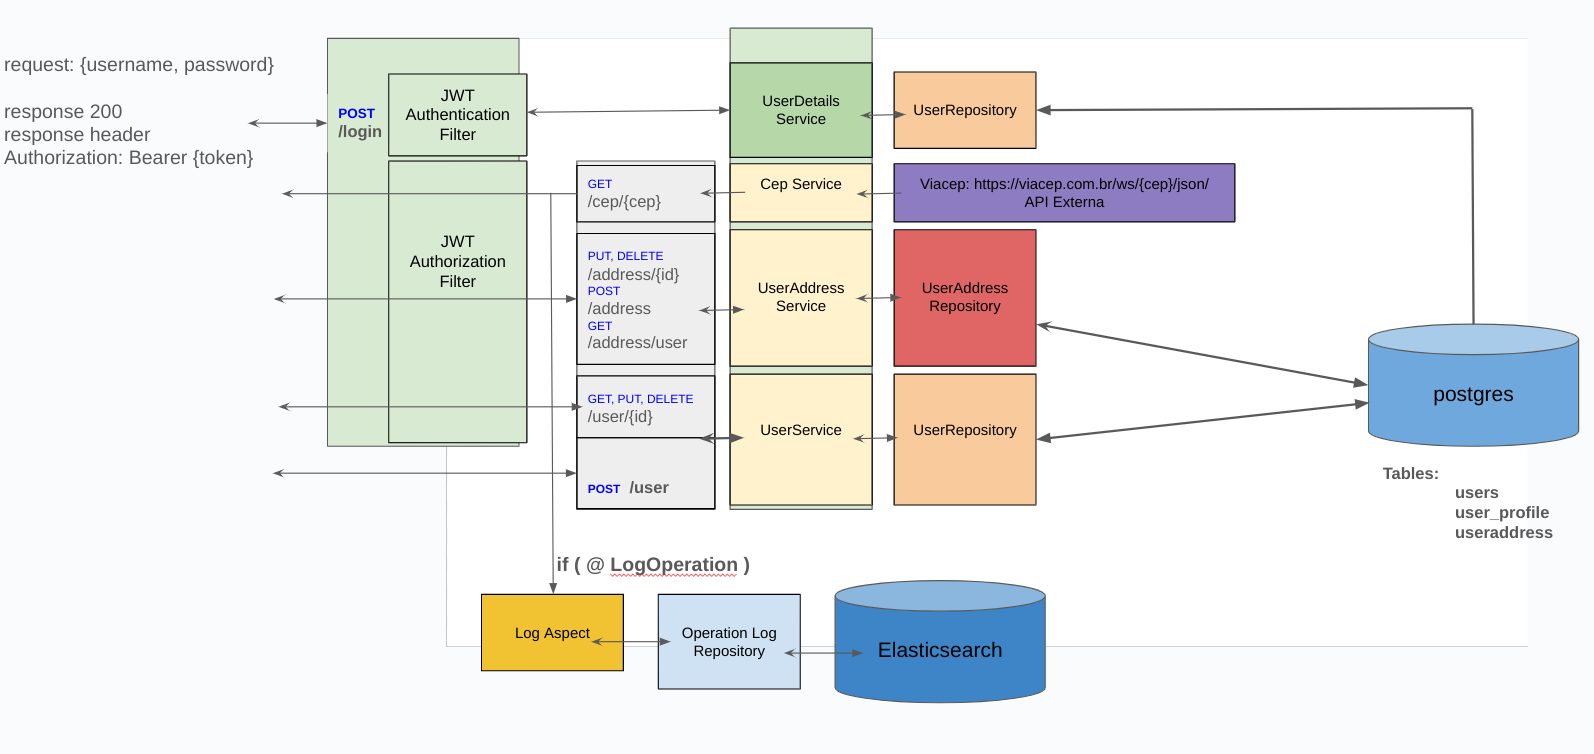 request: {username, password}
response 200
response header
Authorization: Bearer {token}
POST
/login
JWT
Authentication
Filter
UserDetails
Service
UserRepository
JWT
Authorization
Filter
GET
/cep/{cep}
Cep Service
Viacep: https://viacep.com.br/ws/{cep}/json/
API Externa
PUT, DELETE
/address/{id}
POST
/address
GET
/address/user
UserAddress
Service
UserAddress
Repository
GET, PUT, DELETE
/user/{id}
POST /user
UserService
UserRepository
postgres
Tables:
users
user_profile
useraddress
if ( @ LogOperation )
Log Aspect
Operation Log
Repository
Elasticsearch